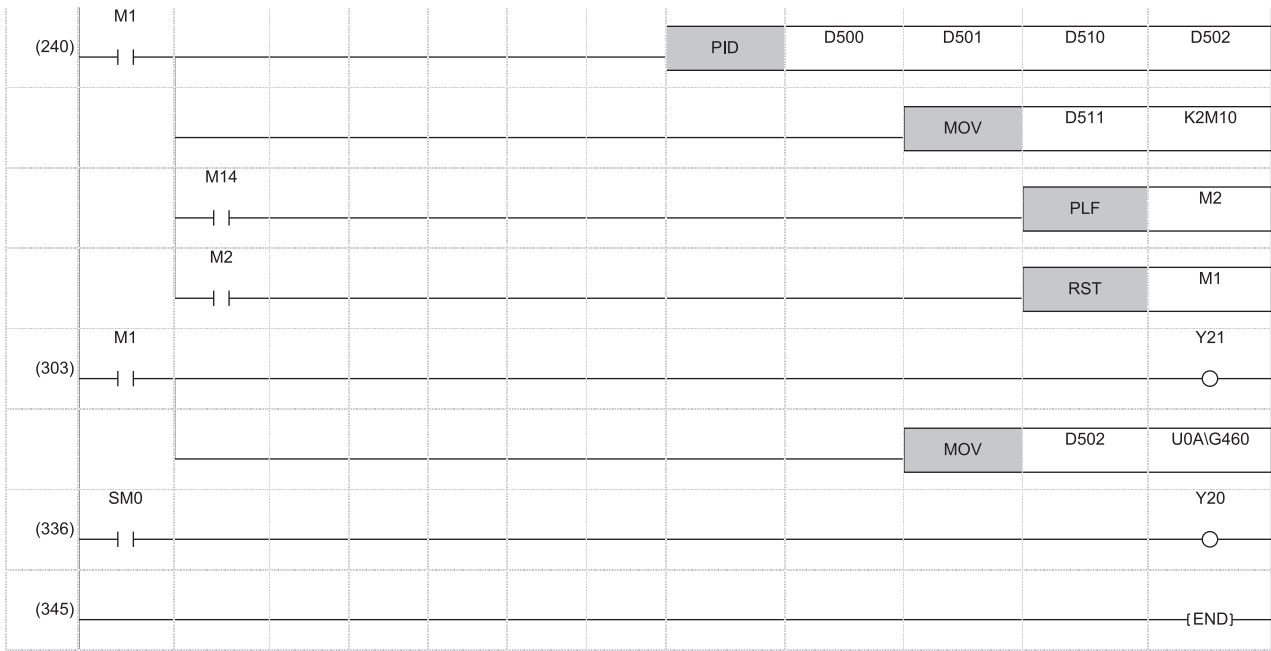 M1
(240) PID D500 D501 D510 D502
MOV D511 K2M10
M14
PLF M2
M2
RST M1
M1 Y21
(303)
MOV D502 U0A\G460
SM0 Y20
(336)
(345) [END]